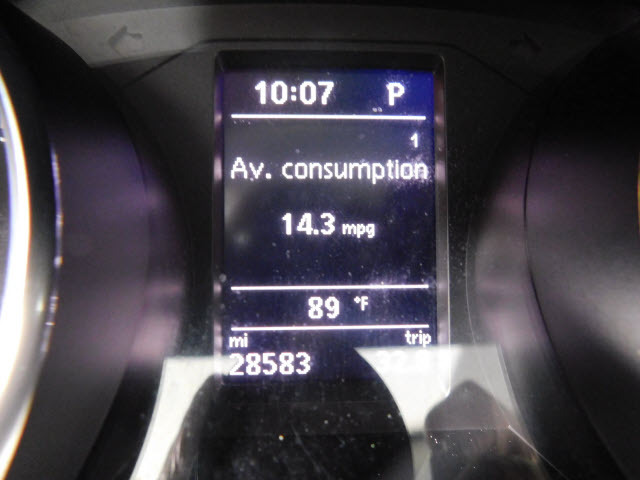 10:07 P
1
Av. consumption
14.3 mpg
89 °F
mi trip
28583